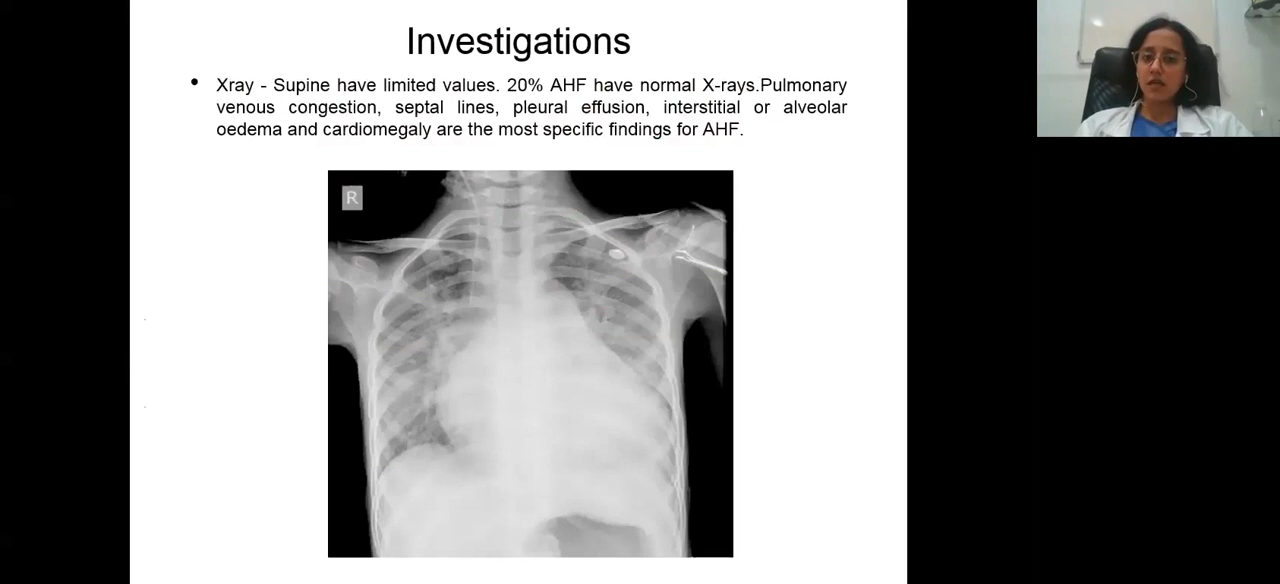 Investigations
• Xray - Supine have limited values. 20% AHF have normal X-rays.Pulmonary
venous congestion, septal lines, pleural effusion, interstitial or alveolar
oedema and cardiomegaly are the most specific findings for AHF.
R